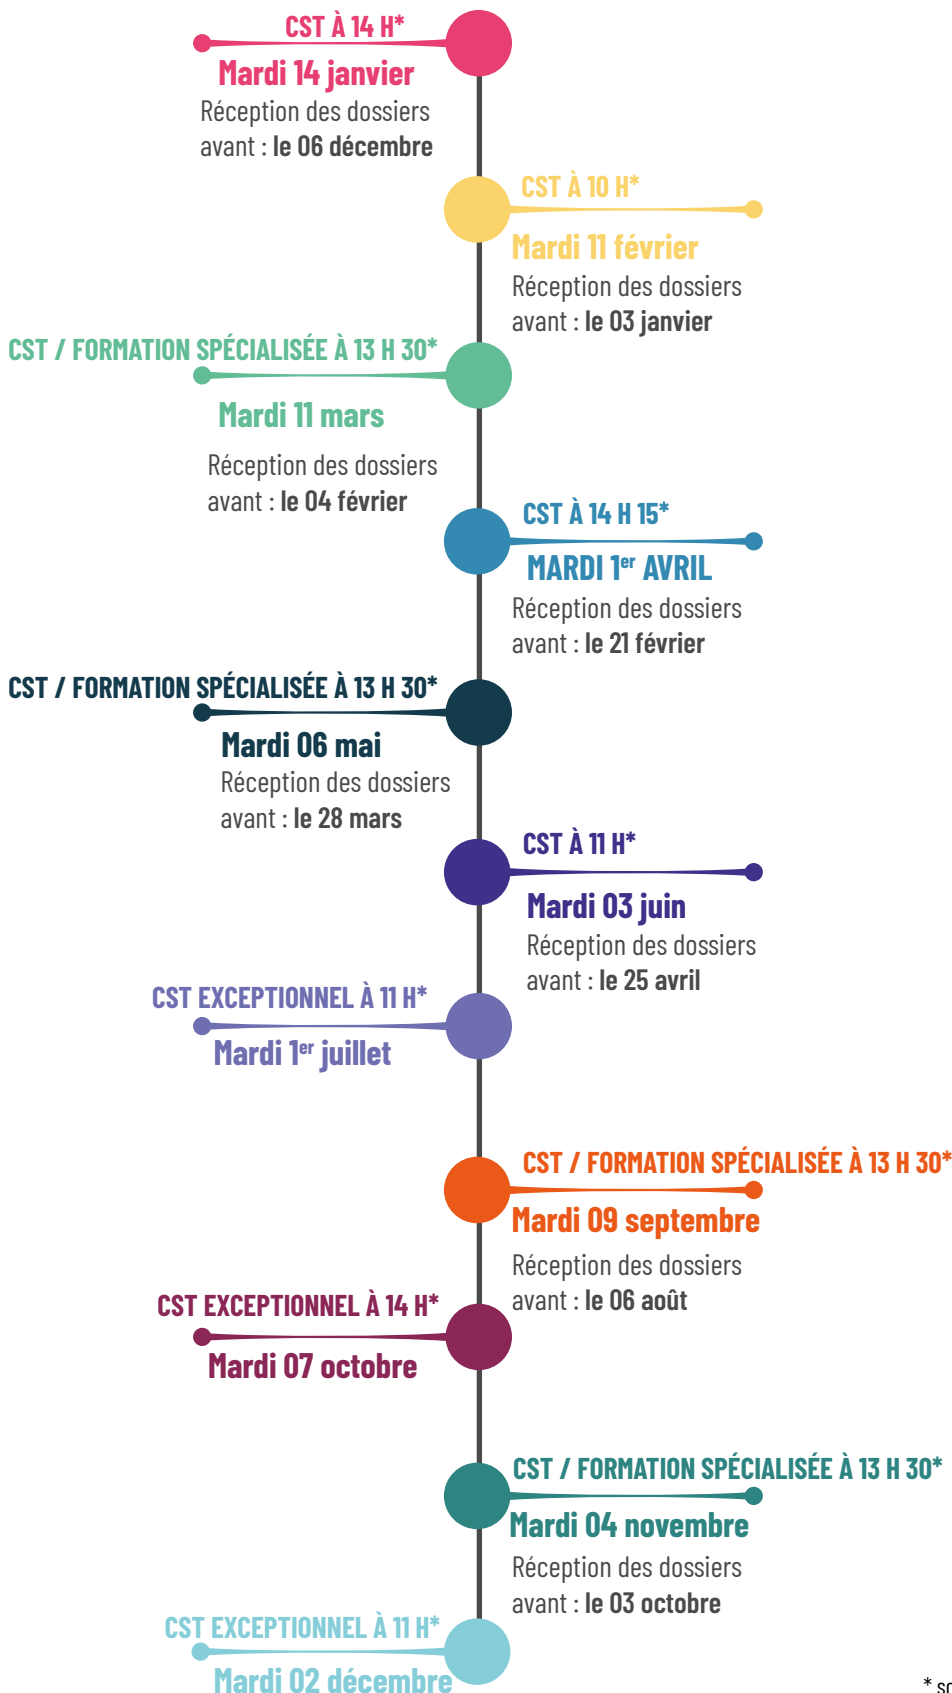 CST À 14 H*
Mardi 14 janvier
Réception des dossiers
avant : le 06 décembre
CST À 10 H*
Mardi 11 février
Réception des dossiers
avant : le 03 janvier
CST / FORMATION SPÉCIALISÉE À 13 H 30*
Mardi 11 mars
Réception des dossiers
avant : le 04 février
CST À 14 H 15*
MARDI 1er AVRIL
Réception des dossiers
avant : le 21 février
CST / FORMATION SPÉCIALISÉE À 13 H 30*
Mardi 06 mai
Réception des dossiers
avant : le 28 mars
CST À 11 H*
Mardi 03 juin
Réception des dossiers
avant : le 25 avril
CST EXCEPTIONNEL À 11 H*
Mardi 1er juillet
CST / FORMATION SPÉCIALISÉE À 13 H 30*
Mardi 09 septembre
Réception des dossiers
avant : le 06 août
CST EXCEPTIONNEL À 14 H*
Mardi 07 octobre
CST / FORMATION SPÉCIALISÉE À 13 H 30*
Mardi 04 novembre
Réception des dossiers
avant : le 03 octobre
CST EXCEPTIONNEL À 11 H*
Mardi 02 décembre
*